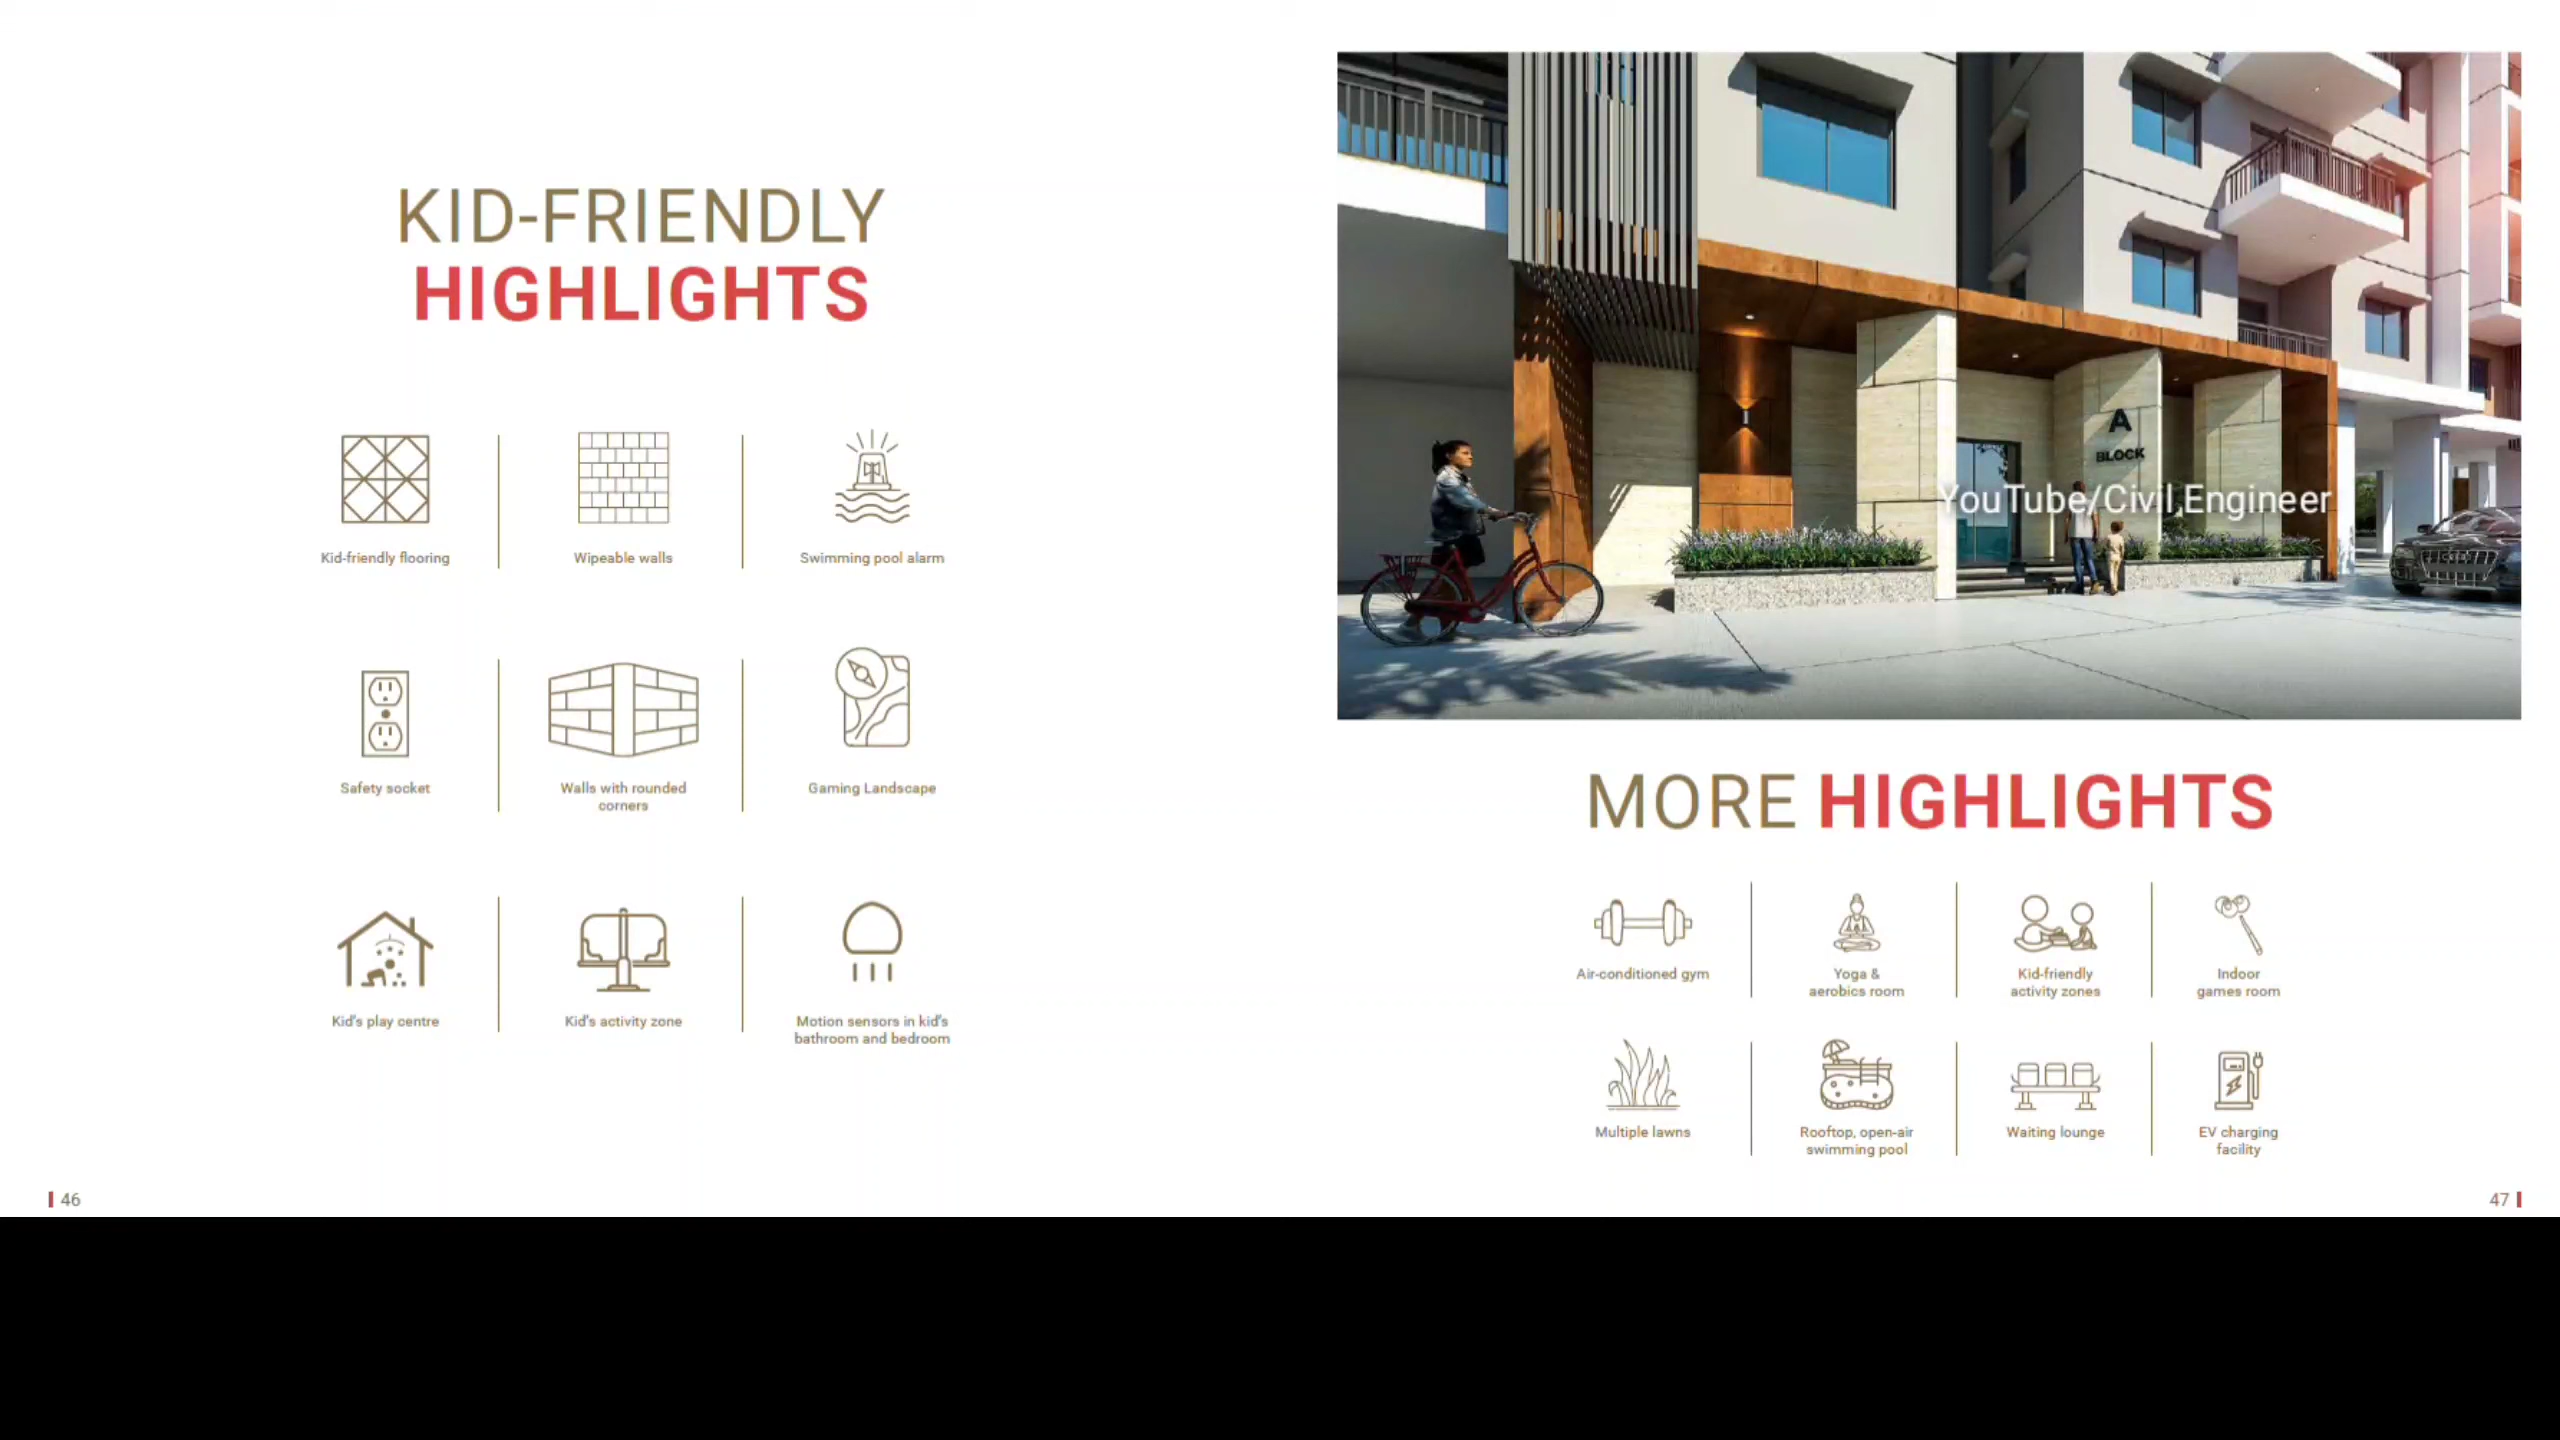 KID-FRIENDLY
HIGHLIGHTS
Kid-friendly flooring
Wipeable walls
Swimming pool alarm
Safety socket
Walls with rounded
corners
Gaming Landscape
Kid's play centre
Kid's activity zone
Motion sensors in kid's
bathroom and bedroom
46
A
BLOCK
YouTube/Civil,Engineer
MORE HIGHLIGHTS
Air-conditioned gym
Yoga &
aerobics room
Kid-friendly
activity zones
Indoor
games room
Multiple lawns
Rooftop, open-air
swimming pool
Waiting lounge
EV charging
facility
47